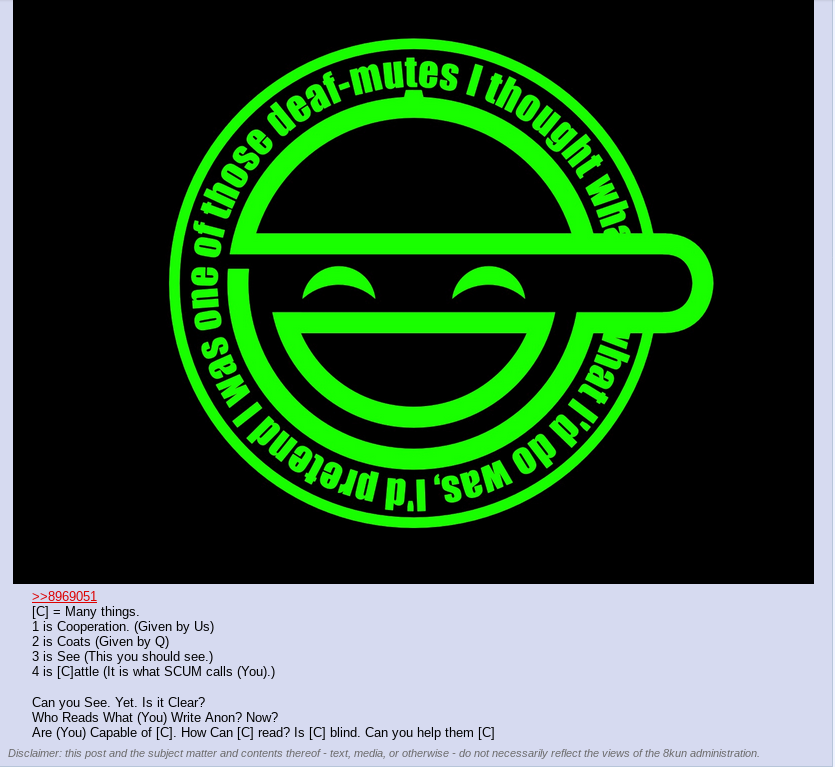 I thought what I'd do was, I'd pretend I was one of those deaf-mutes
>>8969051
[C] = Many things.
1 is Cooperation. (Given by Us)
2 is Coats (Given by Q)
3 is See (This you should see.)
4 is [C]attle (It is what SCUM calls (You).)
Can you See. Yet. Is it Clear?
Who Reads What (You) Write Anon? Now?
Are (You) Capable of [C]. How Can [C] read? Is [C] blind. Can you help them [C]
Disclaimer: this post and the subject matter and contents thereof - text, media, or otherwise - do not necessarily reflect the views of the 8kun administration.